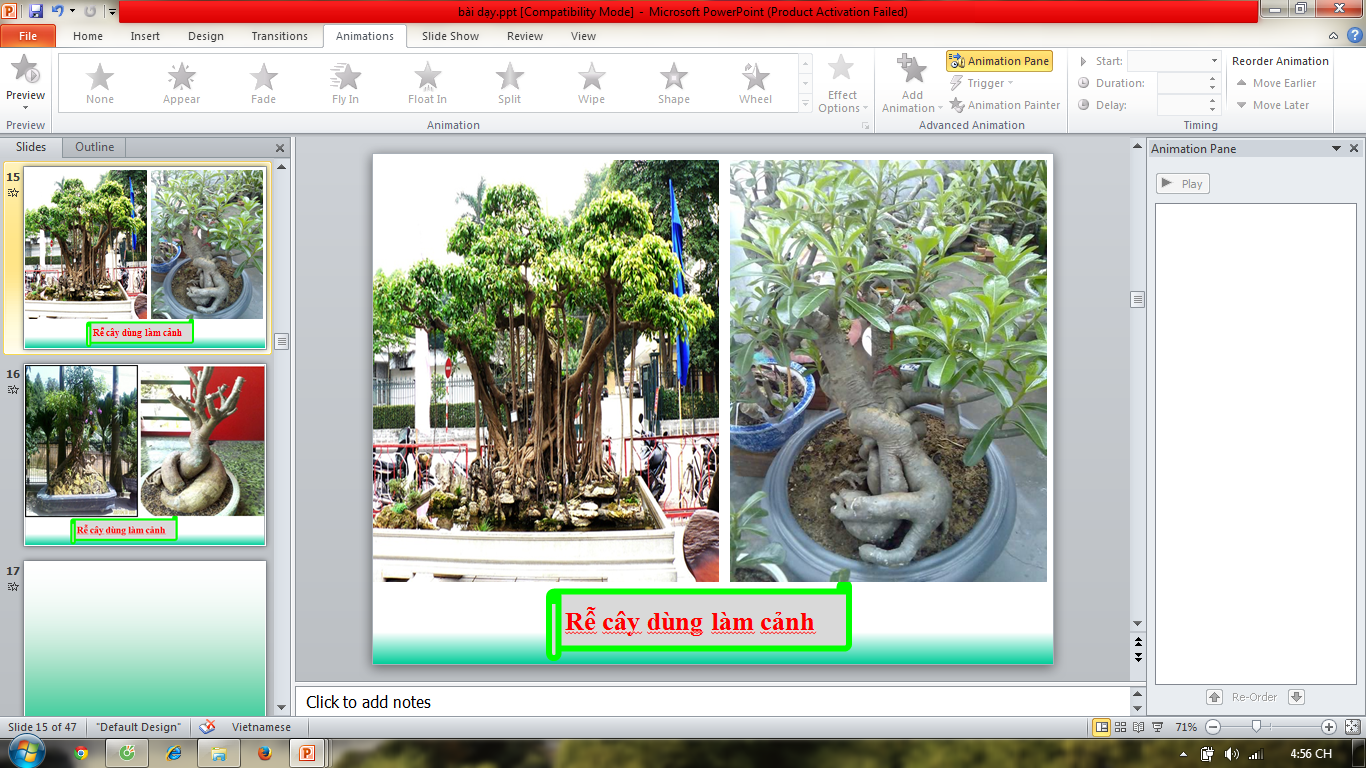 bài day.ppt [Compatibility Mode] - Microsoft PowerPoint (Product Activation Failed)
File Home Insert Design Transitions Animations Slide Show Review View
Preview
None Appear Fade Fly In Float In Split Wipe Shape Wheel
Effect Options
Add Animation
Animation Pane
Trigger
Animation Painter
Start:
Duration:
Delay:
Reorder Animation
Move Earlier
Move Later
Preview Animation Advanced Animation Timing
Slides Outline
15
Rễ cây dùng làm cảnh
16
Rễ cây dùng làm cảnh
17
Rễ cây dùng làm cảnh
Click to add notes
Animation Pane
Play
Re-Order
Slide 15 of 47 "Default Design" Vietnamese 71%
4:56 CH